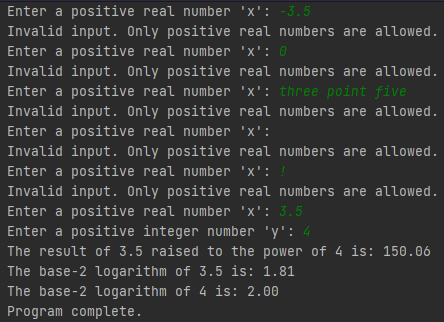 Enter a positive real number 'x': -3.5
Invalid input. Only positive real numbers are allowed.
Enter a positive real number 'x': 0
Invalid input. Only positive real numbers are allowed.
Enter a positive real number 'x': three point five
Invalid input. Only positive real numbers are allowed.
Enter a positive real number 'x':
Invalid input. Only positive real numbers are allowed.
Enter a positive real number 'x': !
Invalid input. Only positive real numbers are allowed.
Enter a positive real number 'x': 3.5
Enter a positive integer number 'y': 4
The result of 3.5 raised to the power of 4 is: 150.06
The base-2 logarithm of 3.5 is: 1.81
The base-2 logarithm of 4 is: 2.00
Program complete.